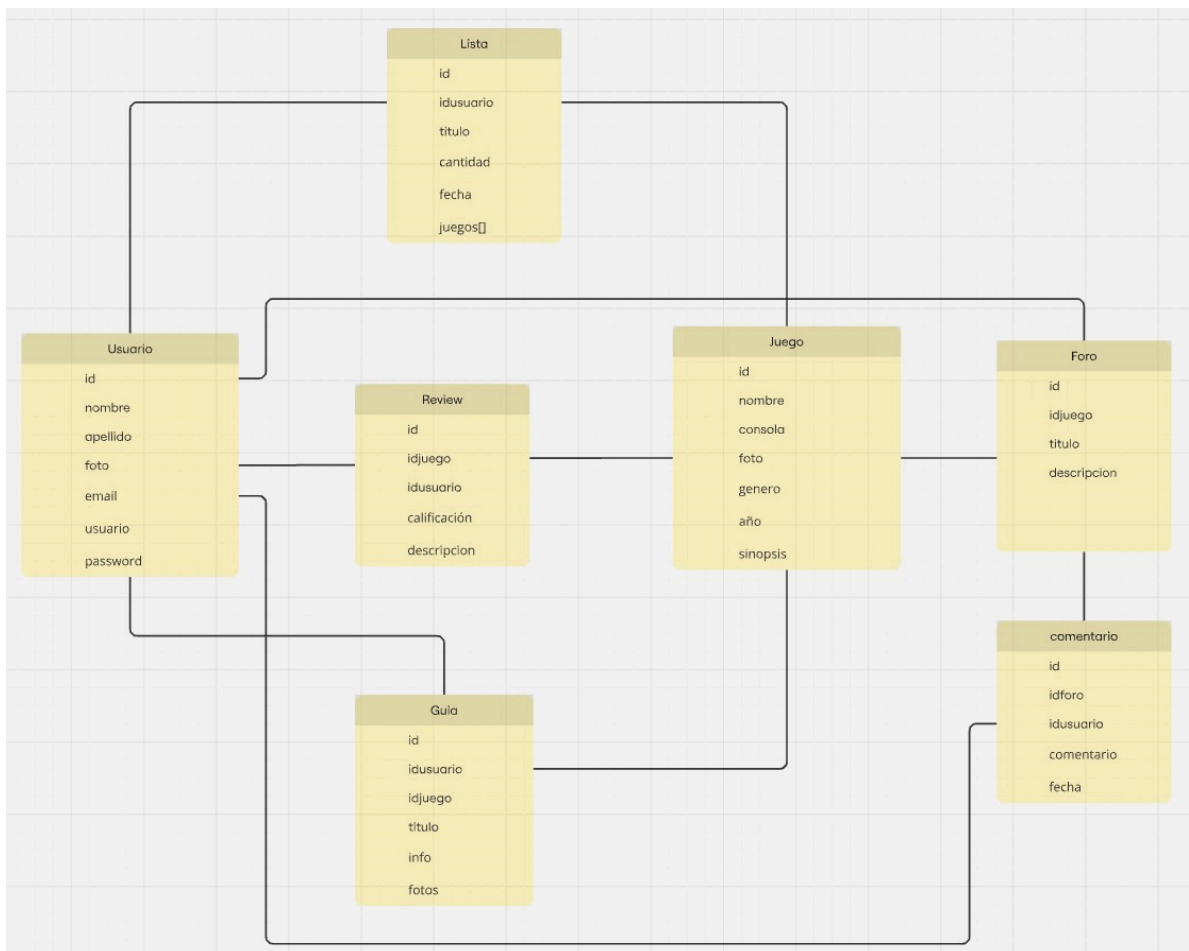 Lista
id
idusuario
titulo
cantidad
fecha
juegos[]
Usuario
id
nombre
apellido
foto
email
usuario
password
Review
id
idjuego
idusuario
calificación
descripcion
Juego
id
nombre
consola
foto
genero
año
sinopsis
Foro
id
idjuego
titulo
descripcion
Guia
id
idusuario
idjuego
titulo
info
fotos
comentario
id
idforo
idusuario
comentario
fecha